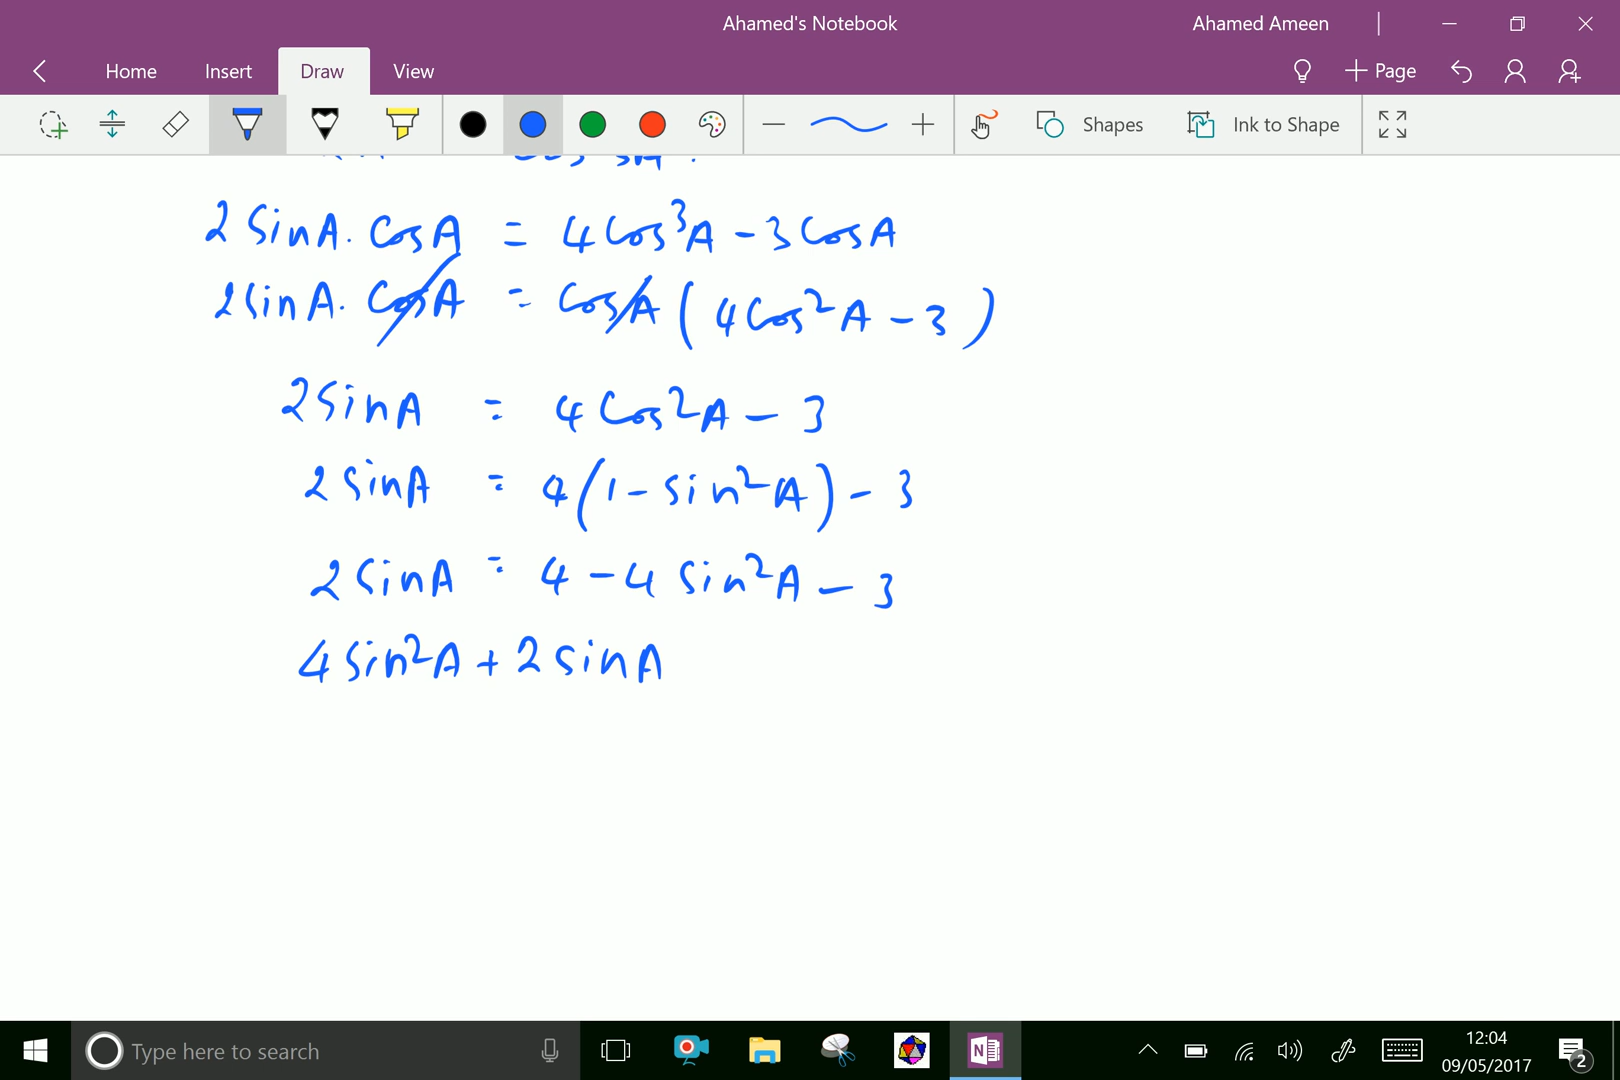 Ahamed's Notebook
Ahamed Ameen
Home Insert Draw View
Page
Shapes
Ink to Shape
2 SinA. CosA = 4Cos³A - 3CosA
2SinA. CosA = CosA (4Cos²A - 3)
2SinA = 4Cos²A - 3
2SinA = 4(1 - Sin²A) - 3
2SinA = 4 - 4 Sin²A - 3
4Sin²A + 2SinA
Type here to search
N
12:04
09/05/2017
2